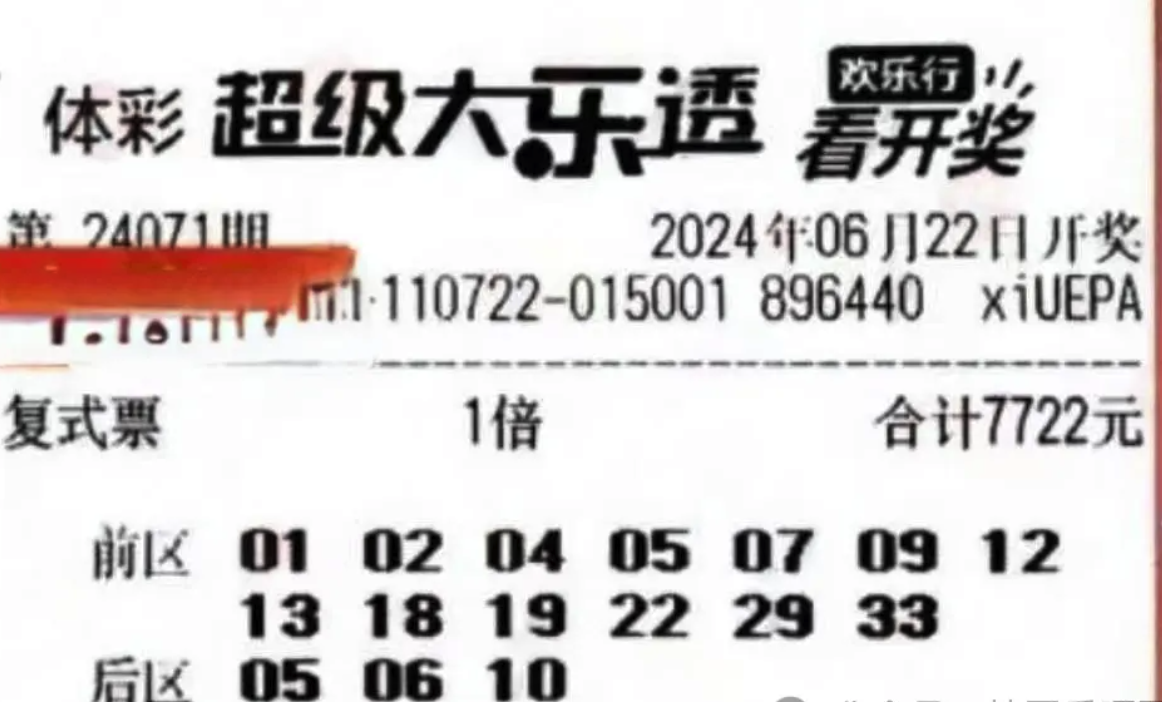 体彩 超级大乐透 欢乐行 看开奖
第 24071期 2024年06月22日开奖
110722-015001 896440 xiUEPA
复式票 1倍 合计7722元
前区 01 02 04 05 07 09 12
13 18 19 22 29 33
后区 05 06 10